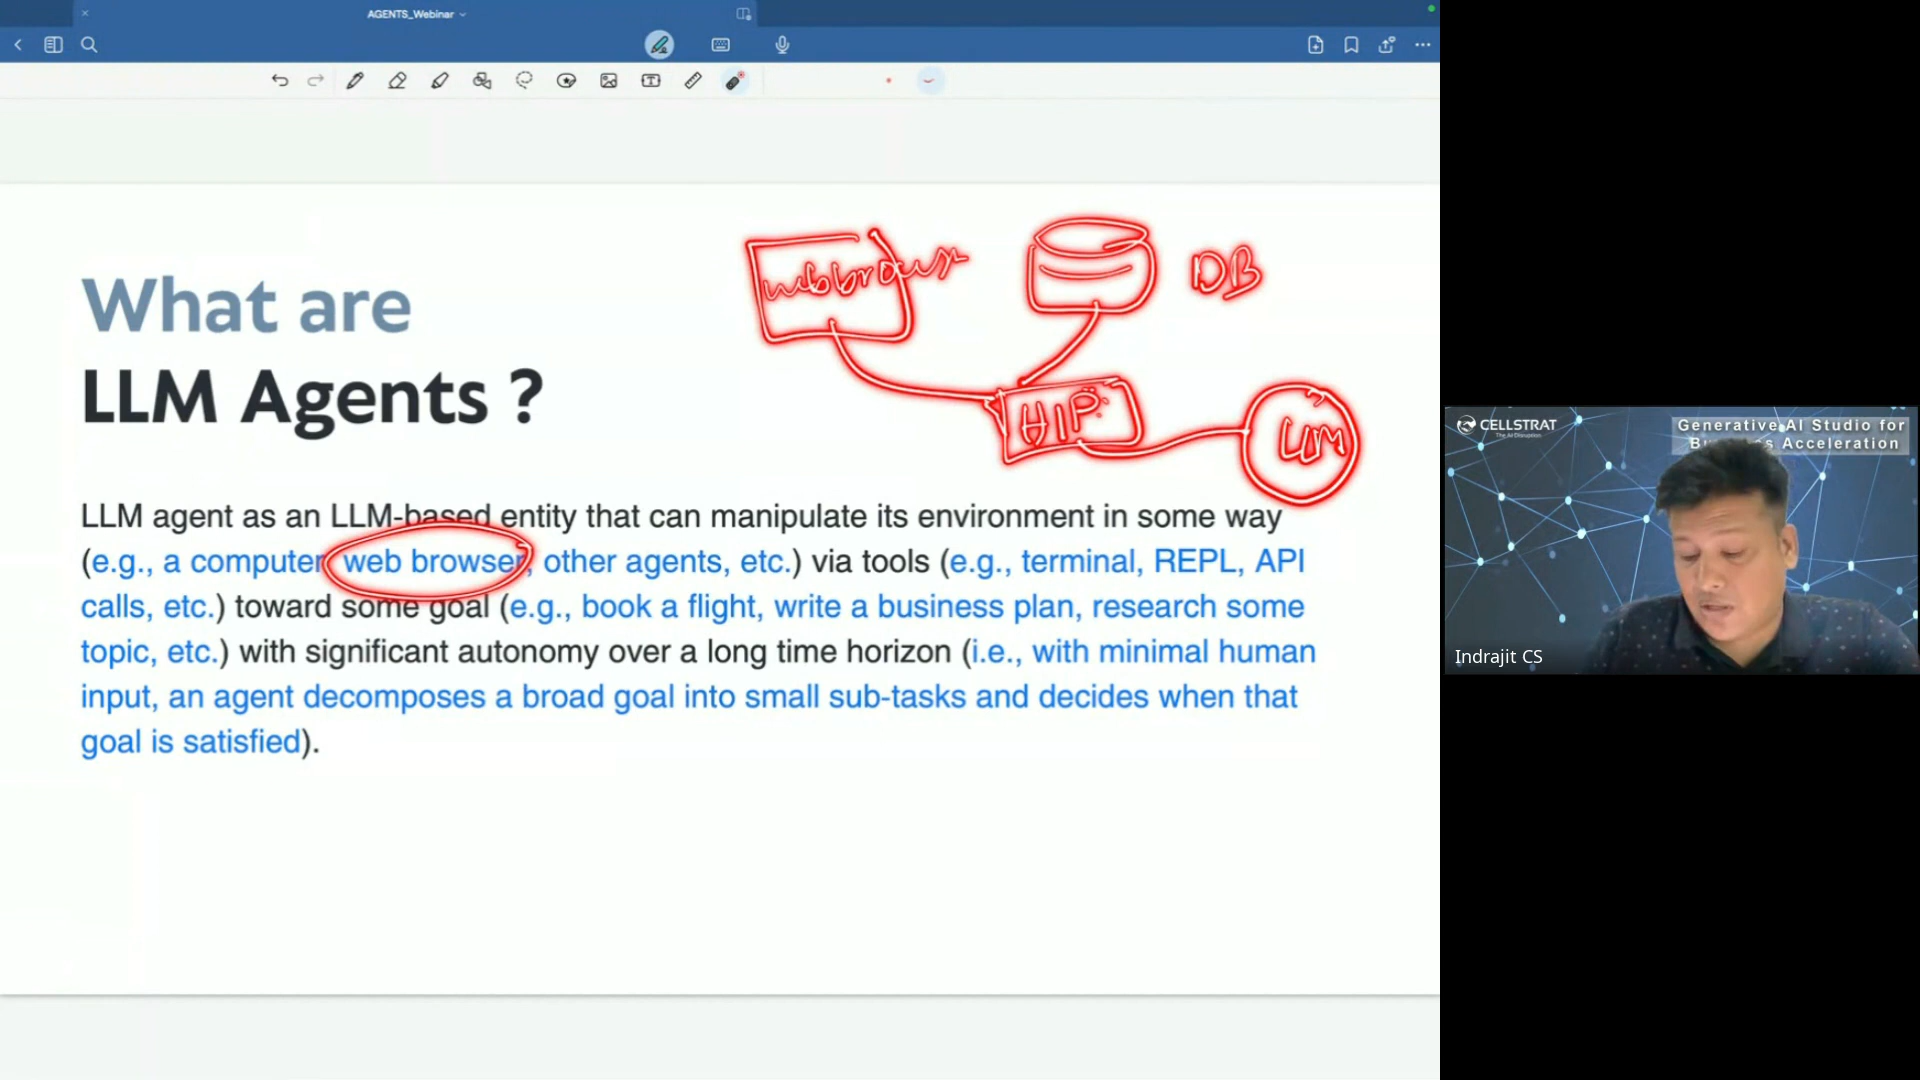 AGENTS_Webinar
What are
LLM Agents ?
webbrowser
DB
LLM
LLM agent as an LLM-based entity that can manipulate its environment in some way
(e.g., a computer, web browser, other agents, etc.) via tools (e.g., terminal, REPL, API
calls, etc.) toward some goal (e.g., book a flight, write a business plan, research some
topic, etc.) with significant autonomy over a long time horizon (i.e., with minimal human
input, an agent decomposes a broad goal into small sub-tasks and decides when that
goal is satisfied).
CELLSTRAT
The AI Disruption
Generative AI Studio for
Acceleration
Indrajit CS